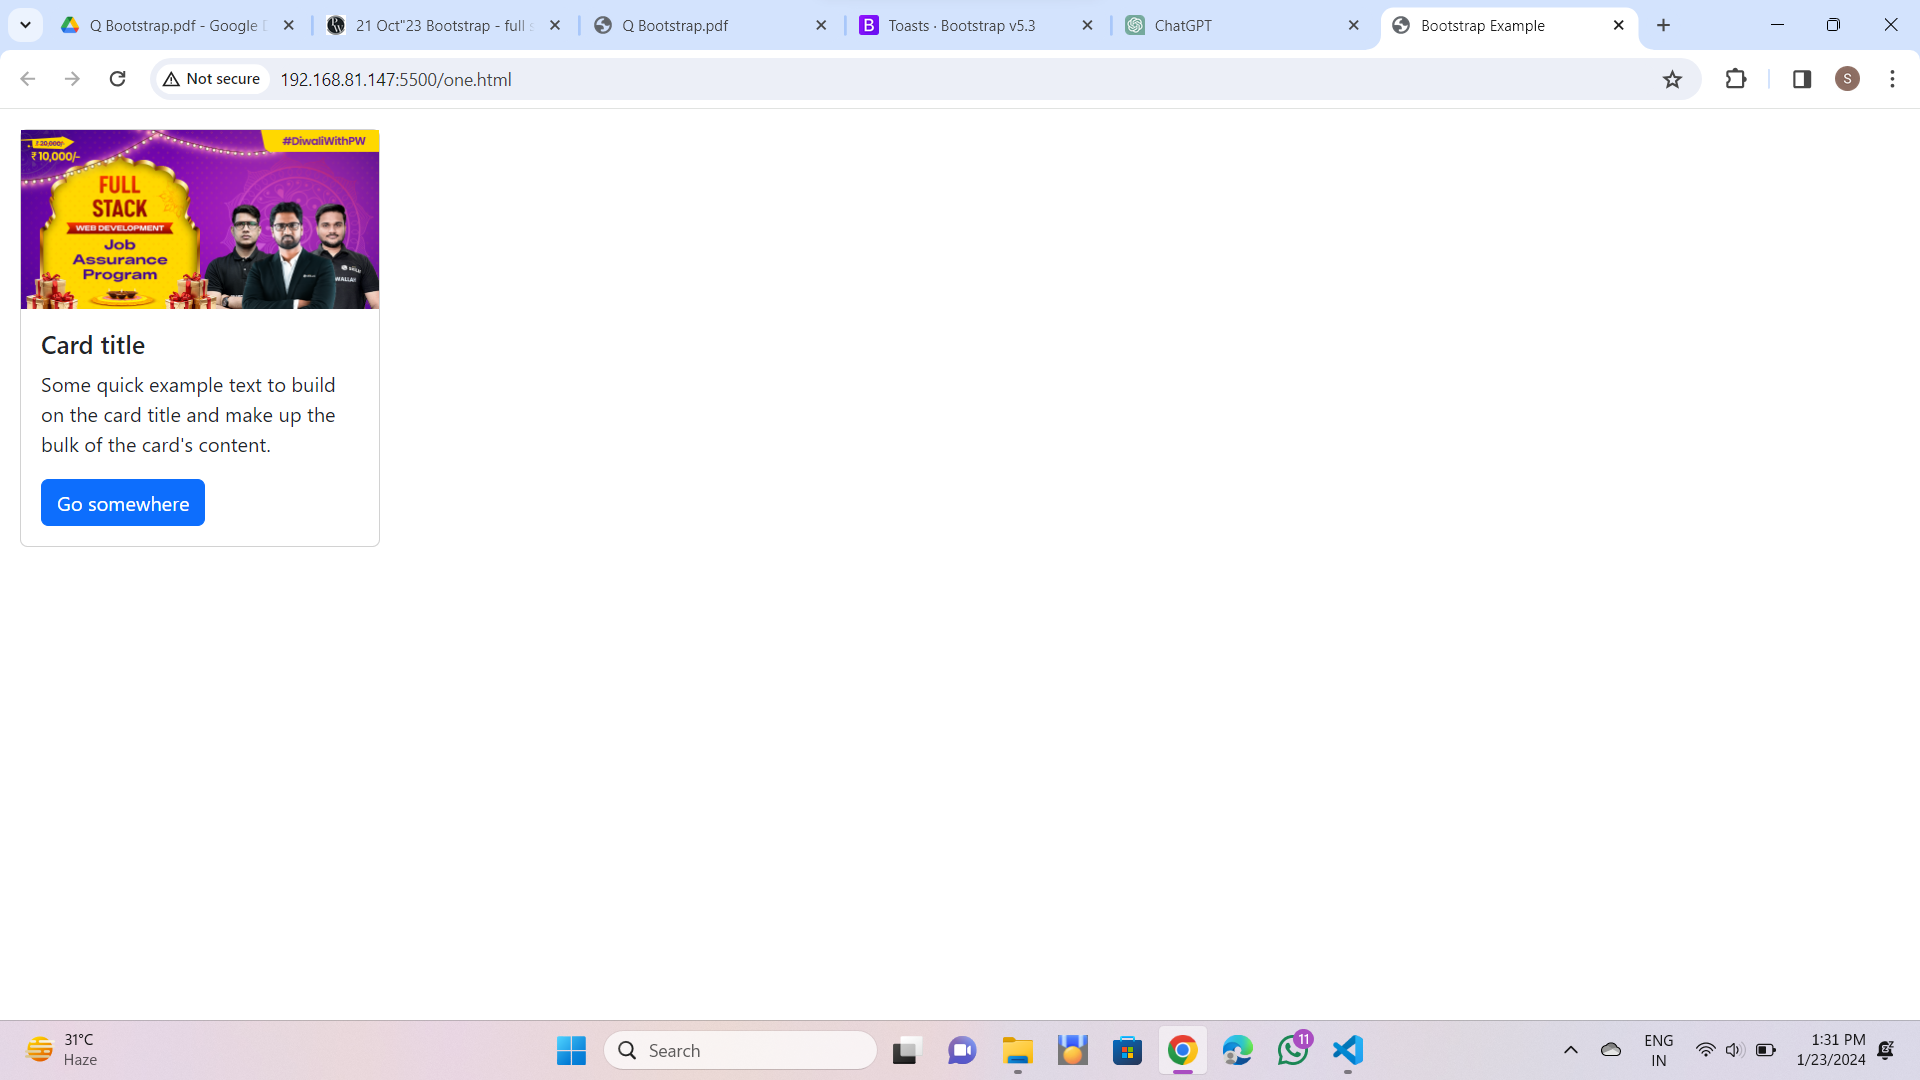 Q Bootstrap.pdf - Google D
21 Oct"23 Bootstrap - full s
Q Bootstrap.pdf
B
Toasts · Bootstrap v5.3
ChatGPT
Bootstrap Example
Not secure
192.168.81.147:5500/one.html
S
₹ 20,000/-
₹ 10,000/-
#DiwaliWithPW
FULL
STACK
WEB DEVELOPMENT
Job
Assurance
Program
WALLAH
Card title
Some quick example text to build
on the card title and make up the
bulk of the card's content.
Go somewhere
31°C
Haze
Search
11
ENG
IN
1:31 PM
1/23/2024